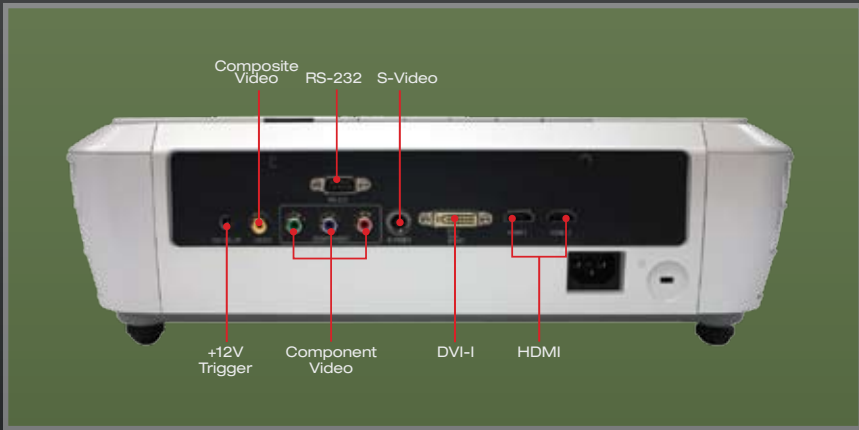 Composite
Video
RS-232
S-Video
+12V
Trigger
Component
Video
DVI-I
HDMI